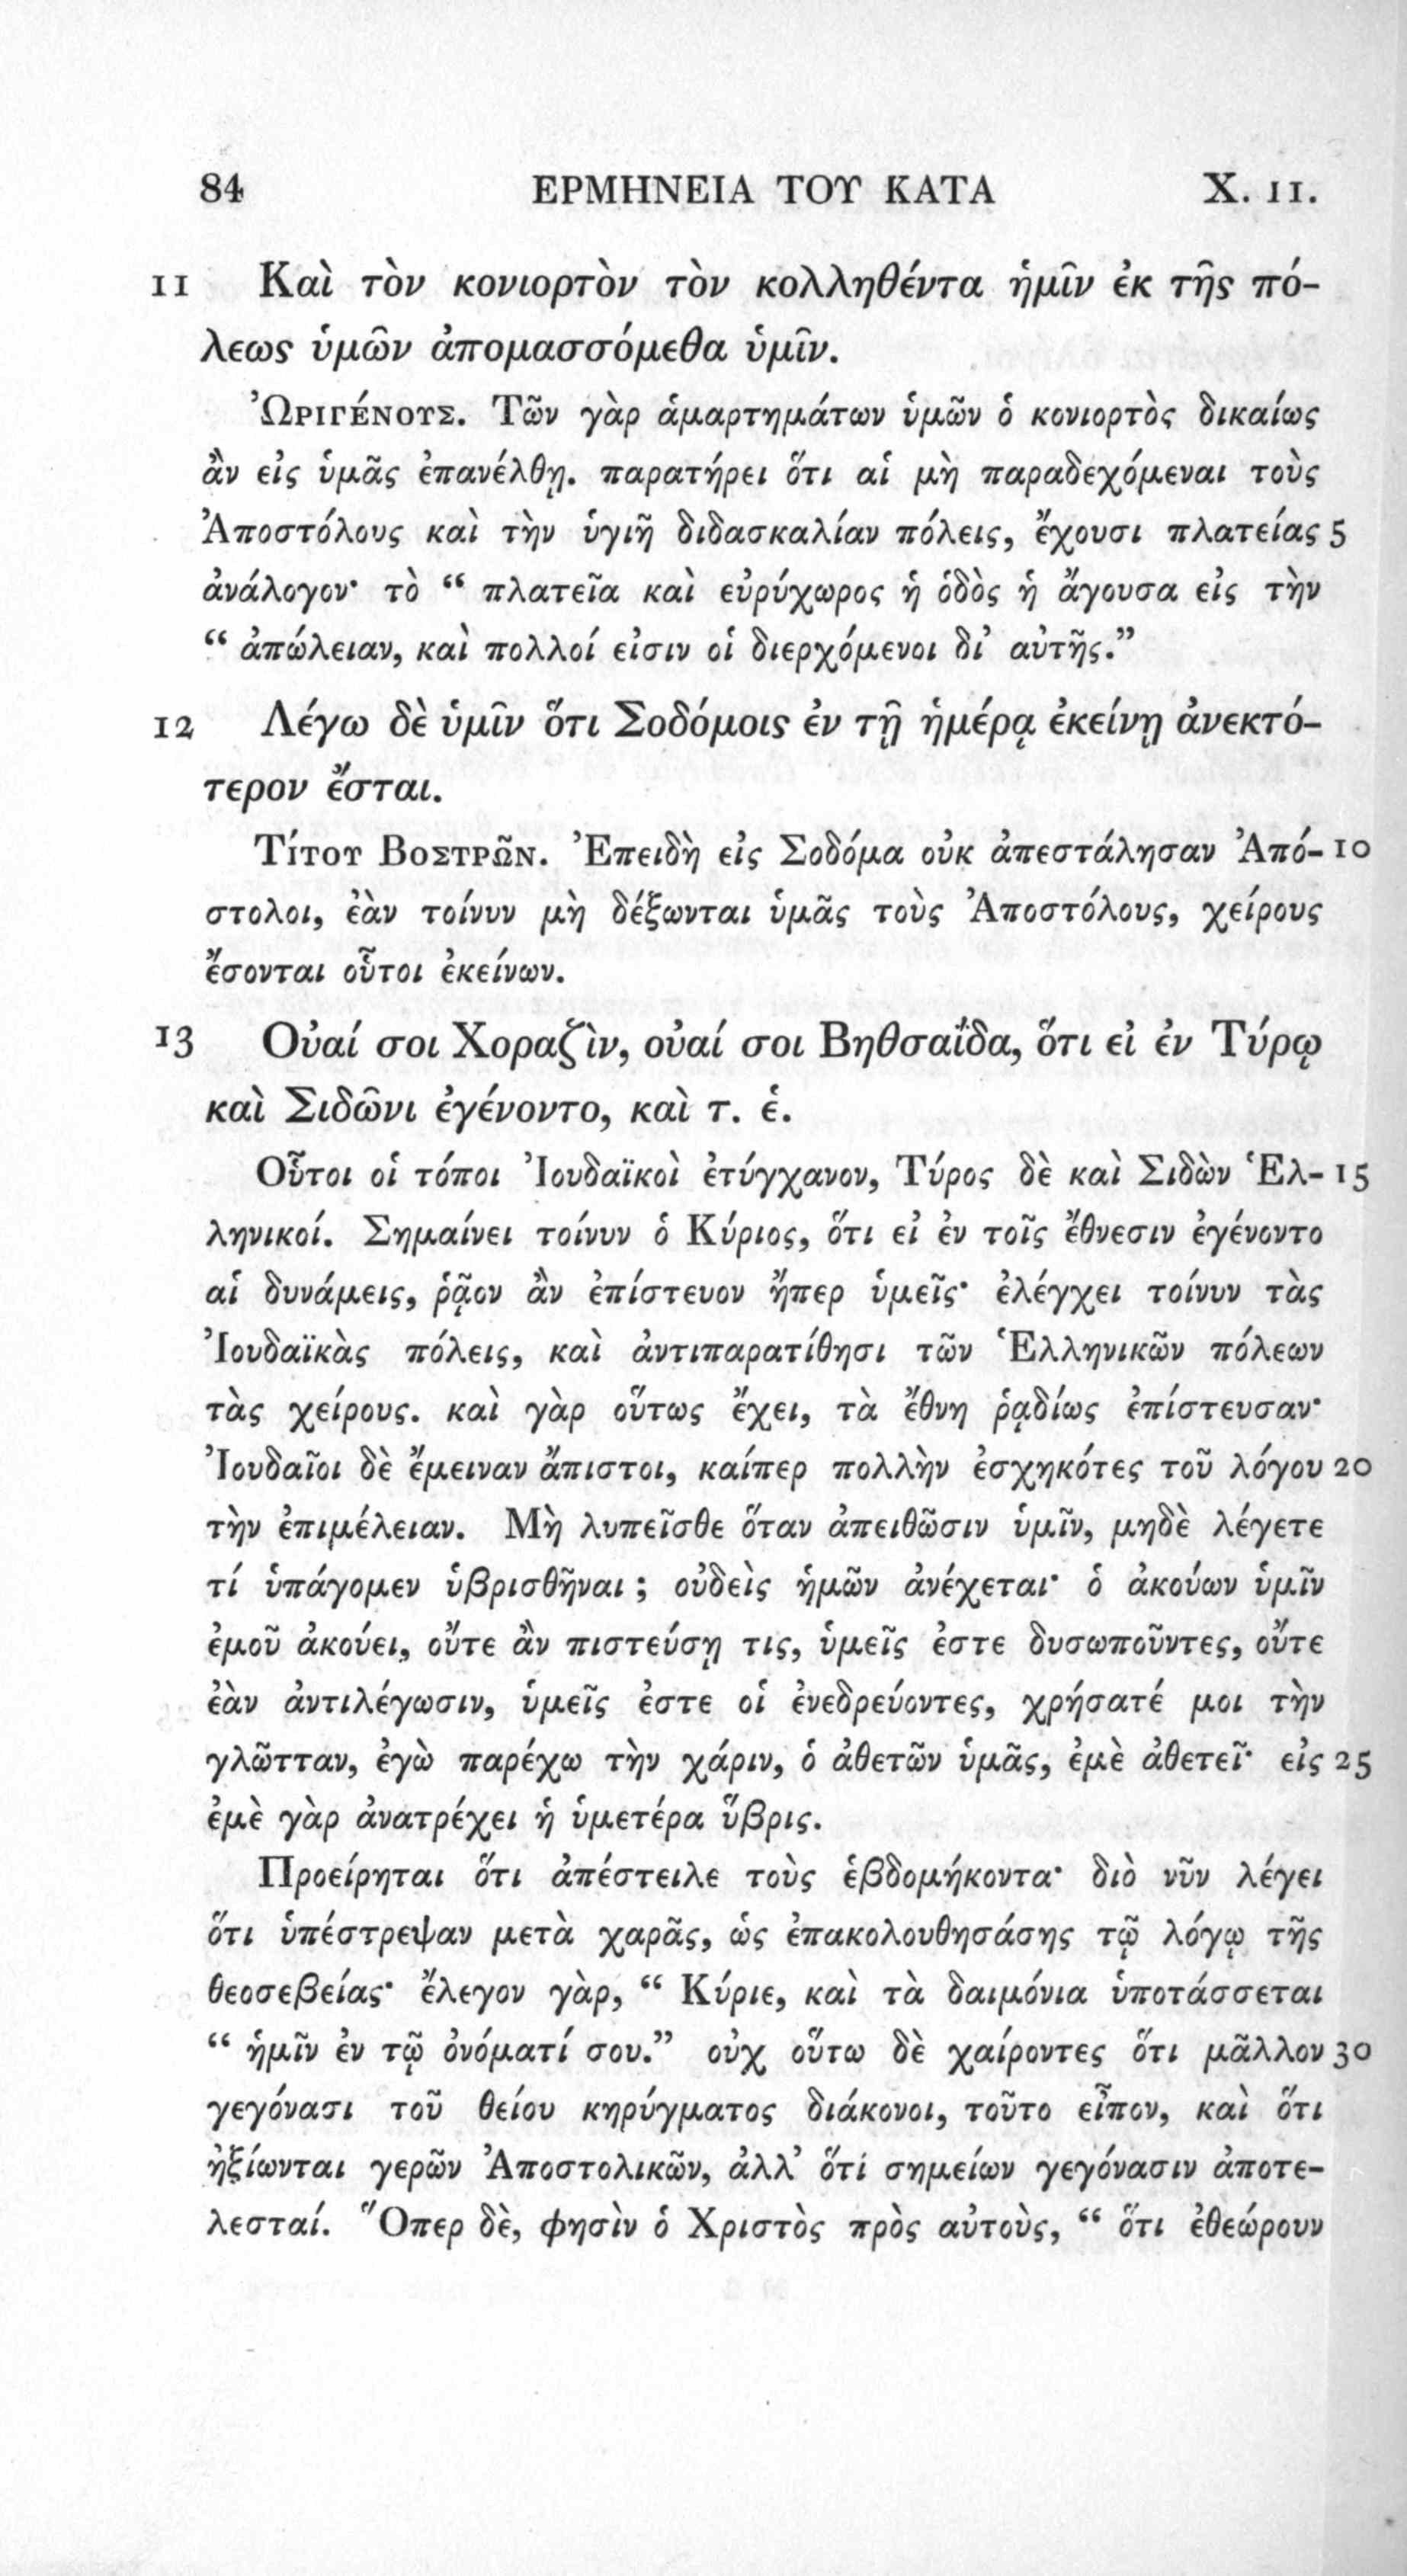 84 ΕΡΜΗΝΕΙΑ ΤΟΥ ΚΑΤΑ X. 11.
11 Καὶ τὸν κονιορτὸν τὸν κολληθέντα ἡμῖν ἐκ τῆς πό-
λεως ὑμῶν ἀπομασσόμεθα ὑμῖν.
ὨΡΙΓΈΝΟΥΣ. Τῶν γὰρ ἁμαρτημάτων ὑμῶν ὁ κονιορτὸς δικαίως
ἂν εἰς ὑμᾶς ἐπανέλθῃ. παρατήρει ὅτι αἱ μὴ παραδεχόμεναι τοὺς
Ἀποστόλους καὶ τὴν ὑγιῆ διδασκαλίαν πόλεις, ἔχουσι πλατείας 5
ἀνάλογον· τὸ “ πλατεῖα καὶ εὐρύχωρος ἡ ὁδὸς ἡ ἄγουσα εἰς τὴν
“ ἀπώλειαν, καὶ πολλοί εἰσιν οἱ διερχόμενοι δι᾽ αὐτῆς.”
12 Λέγω δὲ ὑμῖν ὅτι Σοδόμοις ἐν τῇ ἡμέρᾳ ἐκείνῃ ἀνεκτό-
τερον ἔσται.
ΤΊΤΟΥ ΒΟΣΤΡΩ͂Ν. Ἐπειδὴ εἰς Σοδόμα οὐκ ἀπεστάλησαν Ἀπό- 10
στολοι, ἐὰν τοίνυν μὴ δέξωνται ὑμᾶς τοὺς Ἀποστόλους, χείρους
ἔσονται οὗτοι ἐκείνων.
13 Οὐαί σοι Χοραζὶν, οὐαί σοι Βηθσαΐδα, ὅτι εἰ ἐν Τύρῳ
καὶ Σιδῶνι ἐγένοντο, καὶ τ. ἑ.
Οὗτοι οἱ τόποι Ἰουδαϊκοὶ ἐτύγχανον, Τύρος δὲ καὶ Σιδὼν Ἑλ- 15
ληνικοί. Σημαίνει τοίνυν ὁ Κύριος, ὅτι εἰ ἐν τοῖς ἔθνεσιν ἐγένοντο
αἱ δυνάμεις, ῥᾷον ἂν ἐπίστευον ἤπερ ὑμεῖς· ἐλέγχει τοίνυν τὰς
Ἰουδαϊκὰς πόλεις, καὶ ἀντιπαρατίθησι τῶν Ἑλληνικῶν πόλεων
τὰς χείρους. καὶ γὰρ οὕτως ἔχει, τὰ ἔθνη ῥᾳδίως ἐπίστευσαν·
Ἰουδαῖοι δὲ ἔμειναν ἄπιστοι, καίπερ πολλὴν ἐσχηκότες τοῦ λόγου 20
τὴν ἐπιμέλειαν. Μὴ λυπεῖσθε ὅταν ἀπειθῶσιν ὑμῖν, μηδὲ λέγετε
τί ὑπάγομεν ὑβρισθῆναι ; οὐδεὶς ἡμῶν ἀνέχεται· ὁ ἀκούων ὑμῖν
ἐμοῦ ἀκούει, οὔτε ἂν πιστεύσῃ τις, ὑμεῖς ἐστε δυσωποῦντες, οὔτε
ἐὰν ἀντιλέγωσιν, ὑμεῖς ἐστε οἱ ἐνεδρεύοντες, χρήσατέ μοι τὴν
γλῶτταν, ἐγὼ παρέχω τὴν χάριν, ὁ ἀθετῶν ὑμᾶς, ἐμὲ ἀθετεῖ· εἰς 25
ἐμὲ γὰρ ἀνατρέχει ἡ ὑμετέρα ὕβρις.
Προείρηται ὅτι ἀπέστειλε τοὺς ἑβδομήκοντα· διὸ νῦν λέγει
ὅτι ὑπέστρεψαν μετὰ χαρᾶς, ὡς ἐπακολουθησάσης τῷ λόγῳ τῆς
θεοσεβείας· ἔλεγον γὰρ, “ Κύριε, καὶ τὰ δαιμόνια ὑποτάσσεται
“ ἡμῖν ἐν τῷ ὀνόματί σου.” οὐχ οὕτω δὲ χαίροντες ὅτι μᾶλλον 30
γεγόνασι τοῦ θείου κηρύγματος διάκονοι, τοῦτο εἶπον, καὶ ὅτι
ἠξίωνται γερῶν Ἀποστολικῶν, ἀλλ᾽ ὅτί σημείων γεγόνασιν ἀποτε-
λεσταί. Ὅπερ δὲ, φησὶν ὁ Χριστὸς πρὸς αὐτοὺς, “ ὅτι ἐθεώρουν